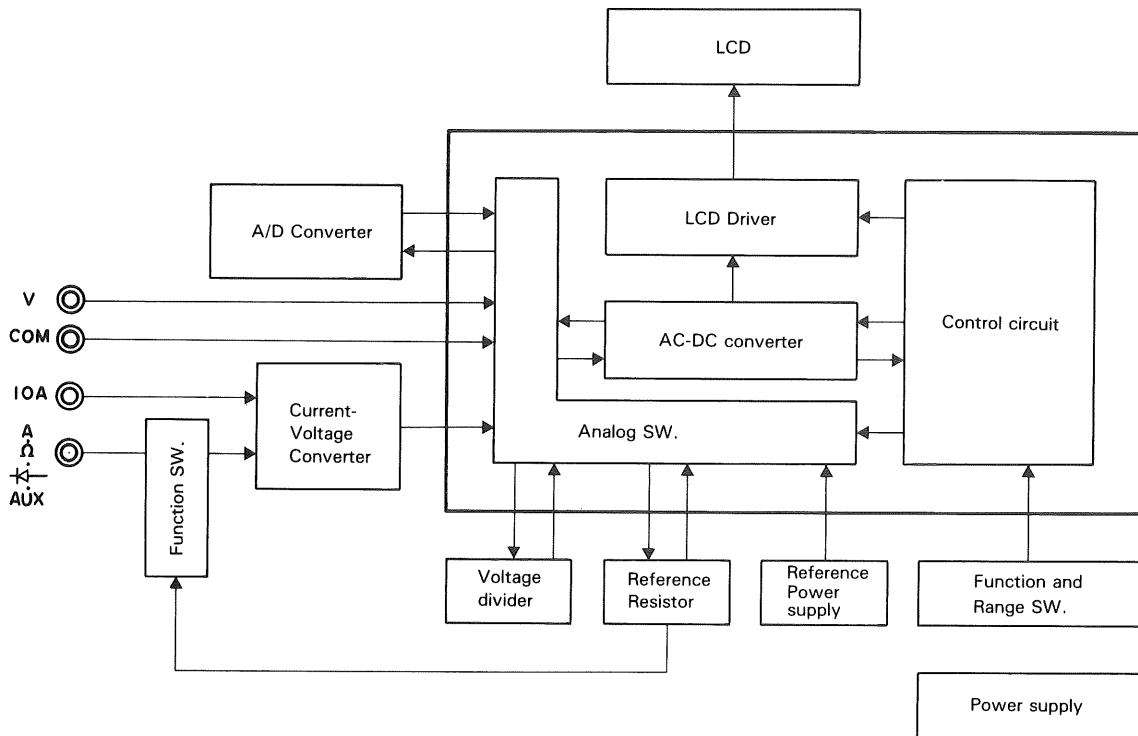 LCD
LCD Driver
A/D Converter
Control circuit
AC-DC converter
V
COM
10A
A
Ω
AUX
Function SW.
Current-
Voltage
Converter
Analog SW.
Voltage
divider
Reference
Resistor
Reference
Power
supply
Function and
Range SW.
Power supply